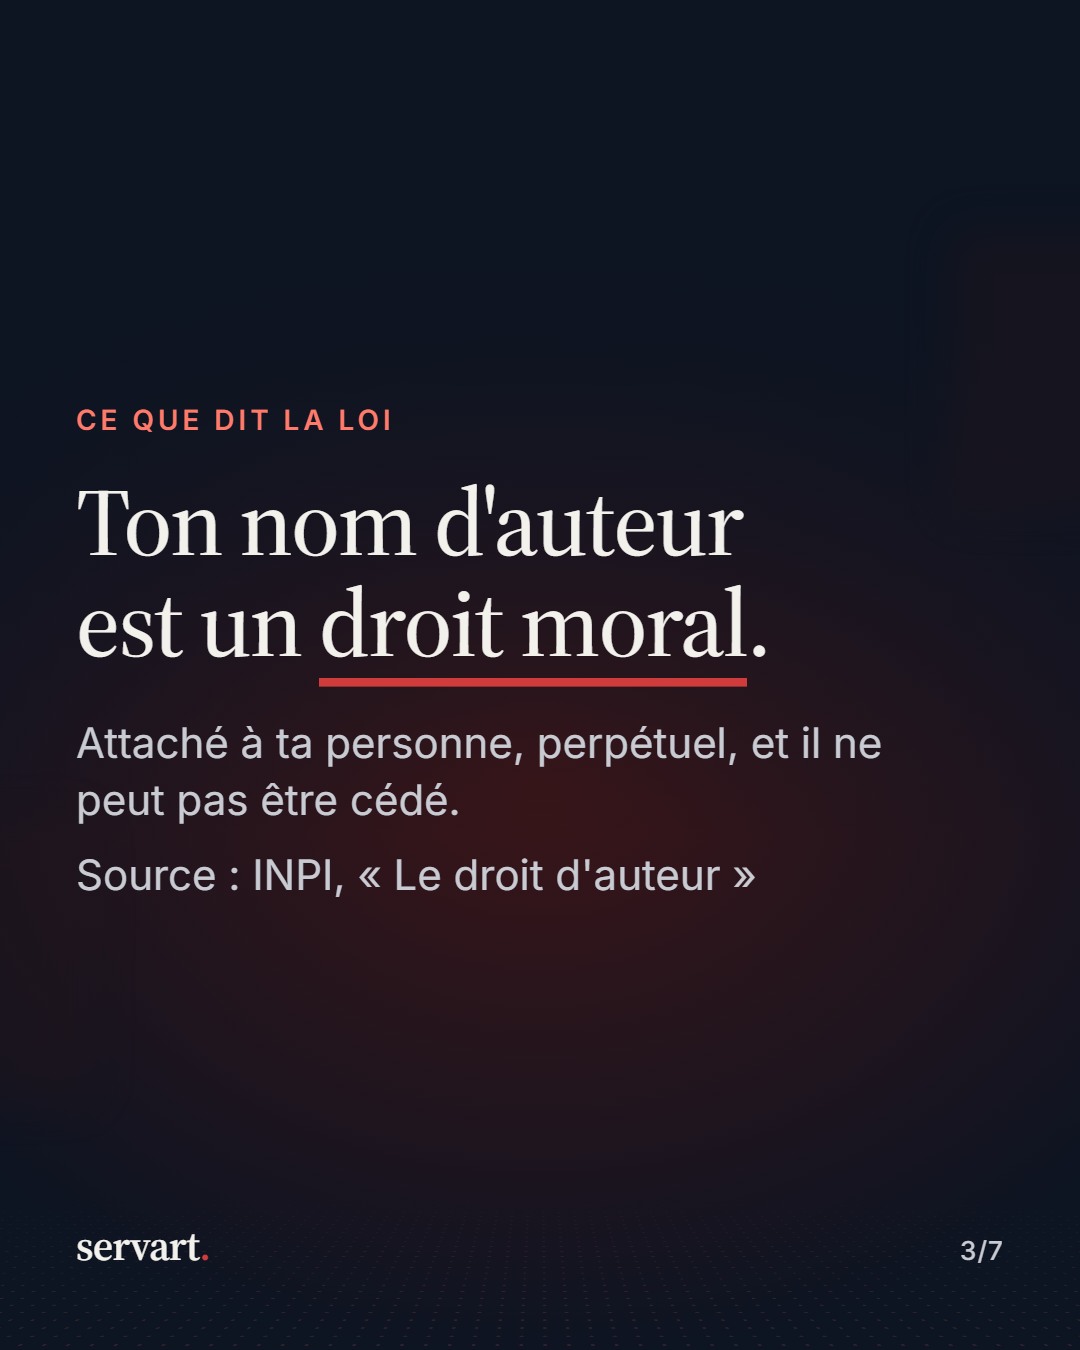 CE QUE DIT LA LOI
Ton nom d'auteur
est un droit moral.
Attaché à ta personne, perpétuel, et il ne
peut pas être cédé.
Source : INPI, « Le droit d'auteur »
servart.
3/7